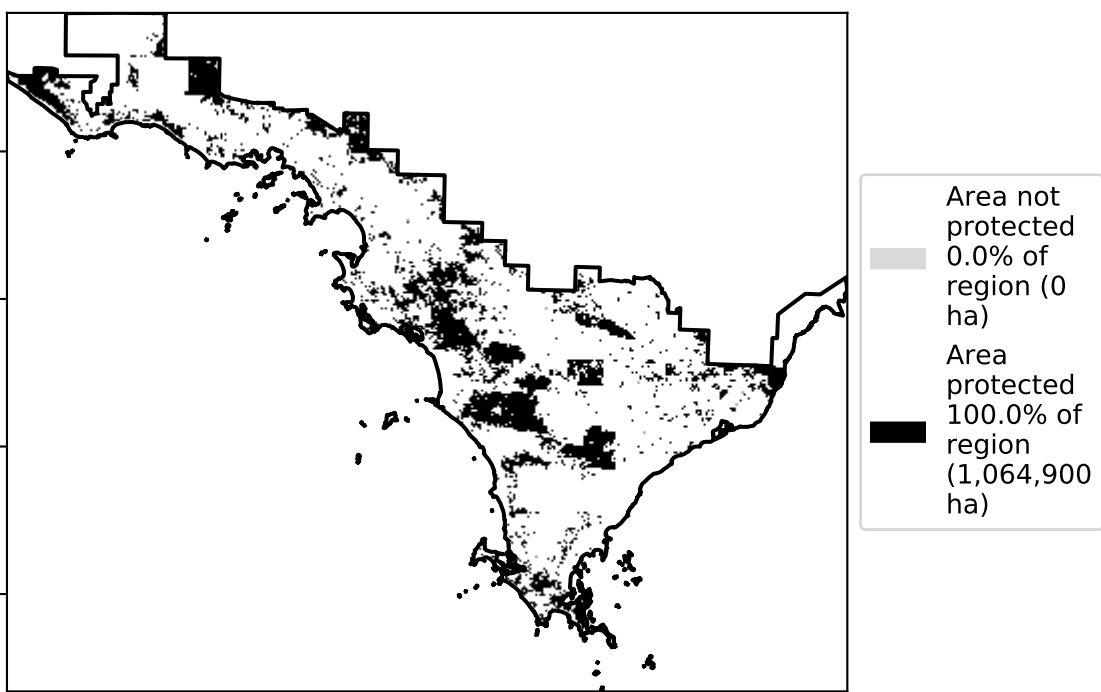 Area not
protected
0.0% of
region (0
ha)
Area
protected
100.0% of
region
(1,064,900
ha)